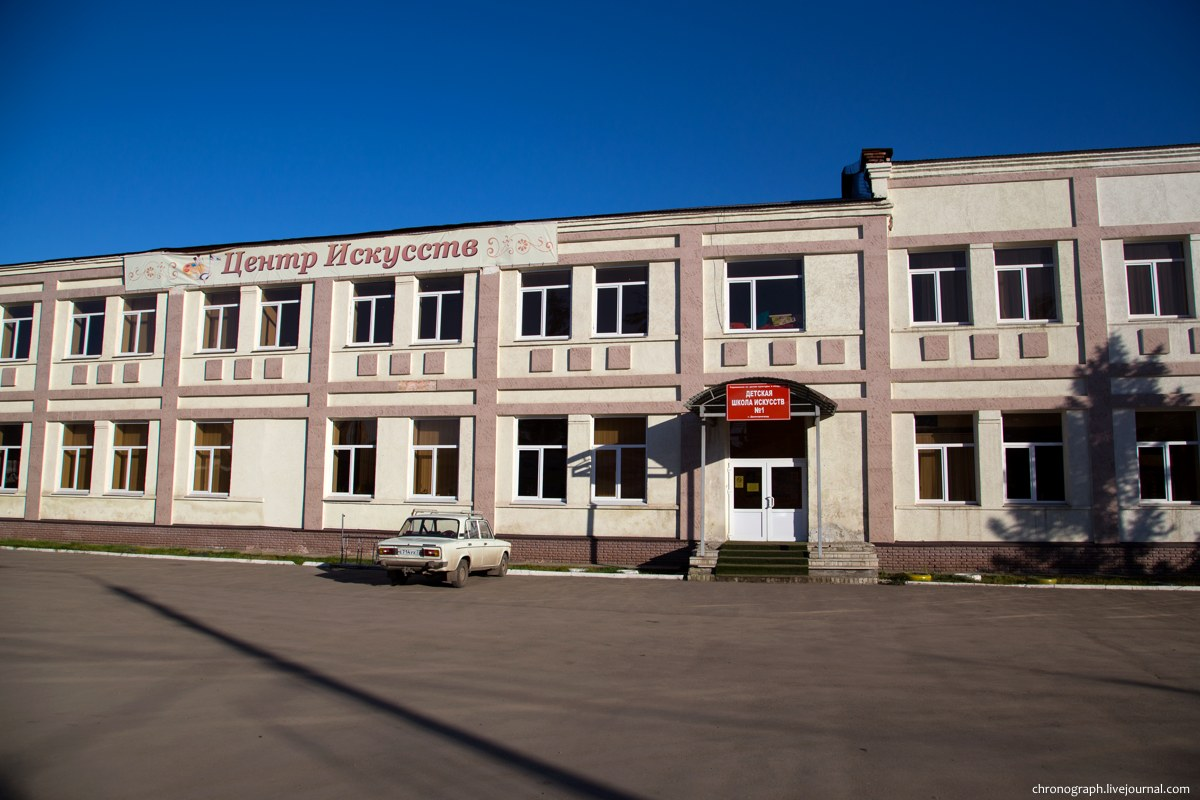 Центр Искусств
ДЕТСКАЯ
ШКОЛА ИСКУССТВ
№1
chronograph.livejournal.com